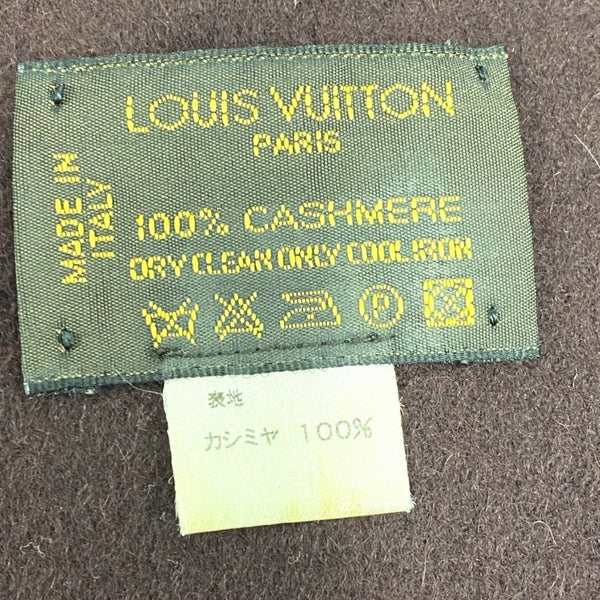 LOUIS VUITTON
PARIS
MADE IN
ITALY
100% CASHMERE
DRY CLEAN ONLY COOL IRON
P
表地
カシミヤ 100%